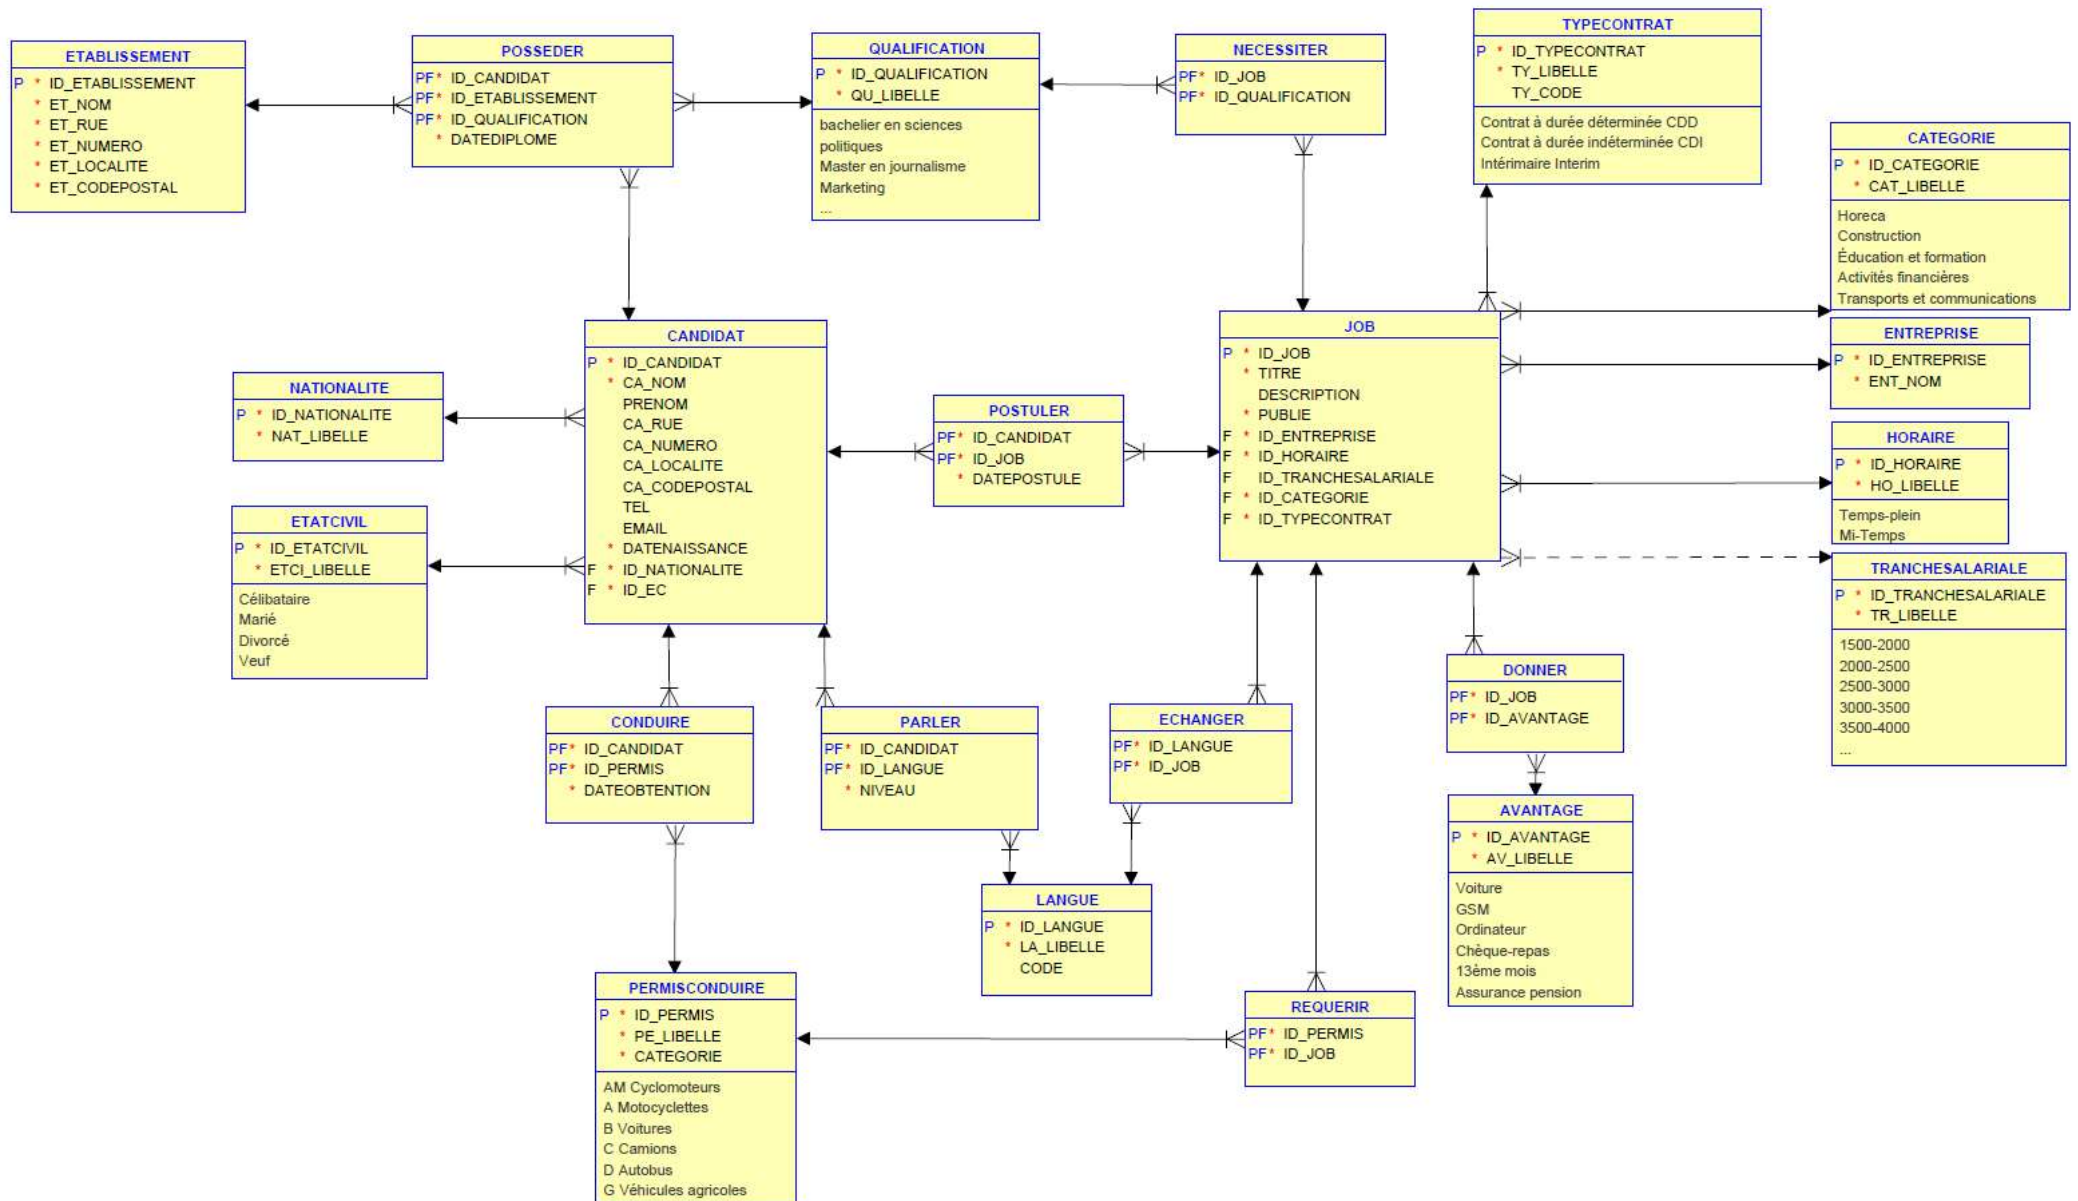 ETABLISSEMENT
P * ID_ETABLISSEMENT
* ET_NOM
* ET_RUE
* ET_NUMERO
* ET_LOCALITE
* ET_CODEPOSTAL
POSSEDER
PF* ID_CANDIDAT
PF* ID_ETABLISSEMENT
PF* ID_QUALIFICATION
* DATEDIPLOME
QUALIFICATION
P * ID_QUALIFICATION
* QU_LIBELLE
bachelier en sciences
politiques
Master en journalisme
Marketing
...
NECESSITER
PF* ID_JOB
PF* ID_QUALIFICATION
TYPECONTRAT
P * ID_TYPECONTRAT
* TY_LIBELLE
TY_CODE
Contrat à durée déterminée CDD
Contrat à durée indéterminée CDI
Intérimaire Interim
CATEGORIE
P * ID_CATEGORIE
* CAT_LIBELLE
Horeca
Construction
Éducation et formation
Activités financières
Transports et communications
CANDIDAT
P * ID_CANDIDAT
* CA_NOM
PRENOM
CA_RUE
CA_NUMERO
CA_LOCALITE
CA_CODEPOSTAL
TEL
EMAIL
* DATENAISSANCE
F * ID_NATIONALITE
F * ID_EC
JOB
P * ID_JOB
* TITRE
DESCRIPTION
* PUBLIE
F * ID_ENTREPRISE
F * ID_HORAIRE
F ID_TRANCHESALARIALE
F * ID_CATEGORIE
F * ID_TYPECONTRAT
ENTREPRISE
P * ID_ENTREPRISE
* ENT_NOM
NATIONALITE
P * ID_NATIONALITE
* NAT_LIBELLE
POSTULER
PF* ID_CANDIDAT
PF* ID_JOB
* DATEPOSTULE
HORAIRE
P * ID_HORAIRE
* HO_LIBELLE
Temps-plein
Mi-Temps
ETATCIVIL
P * ID_ETATCIVIL
* ETCI_LIBELLE
Célibataire
Marié
Divorcé
Veuf
TRANCHESALARIALE
P * ID_TRANCHESALARIALE
* TR_LIBELLE
1500-2000
2000-2500
2500-3000
3000-3500
3500-4000
...
CONDUIRE
PF* ID_CANDIDAT
PF* ID_PERMIS
* DATEOBTENTION
PARLER
PF* ID_CANDIDAT
PF* ID_LANGUE
* NIVEAU
ECHANGER
PF* ID_LANGUE
PF* ID_JOB
DONNER
PF* ID_JOB
PF* ID_AVANTAGE
AVANTAGE
P * ID_AVANTAGE
* AV_LIBELLE
Voiture
GSM
Ordinateur
Chèque-repas
13ème mois
Assurance pension
LANGUE
P * ID_LANGUE
* LA_LIBELLE
CODE
PERMISCONDUIRE
P * ID_PERMIS
* PE_LIBELLE
* CATEGORIE
AM Cyclomoteurs
A Motocyclettes
B Voitures
C Camions
D Autobus
G Véhicules agricoles
REQUERIR
PF* ID_PERMIS
PF* ID_JOB